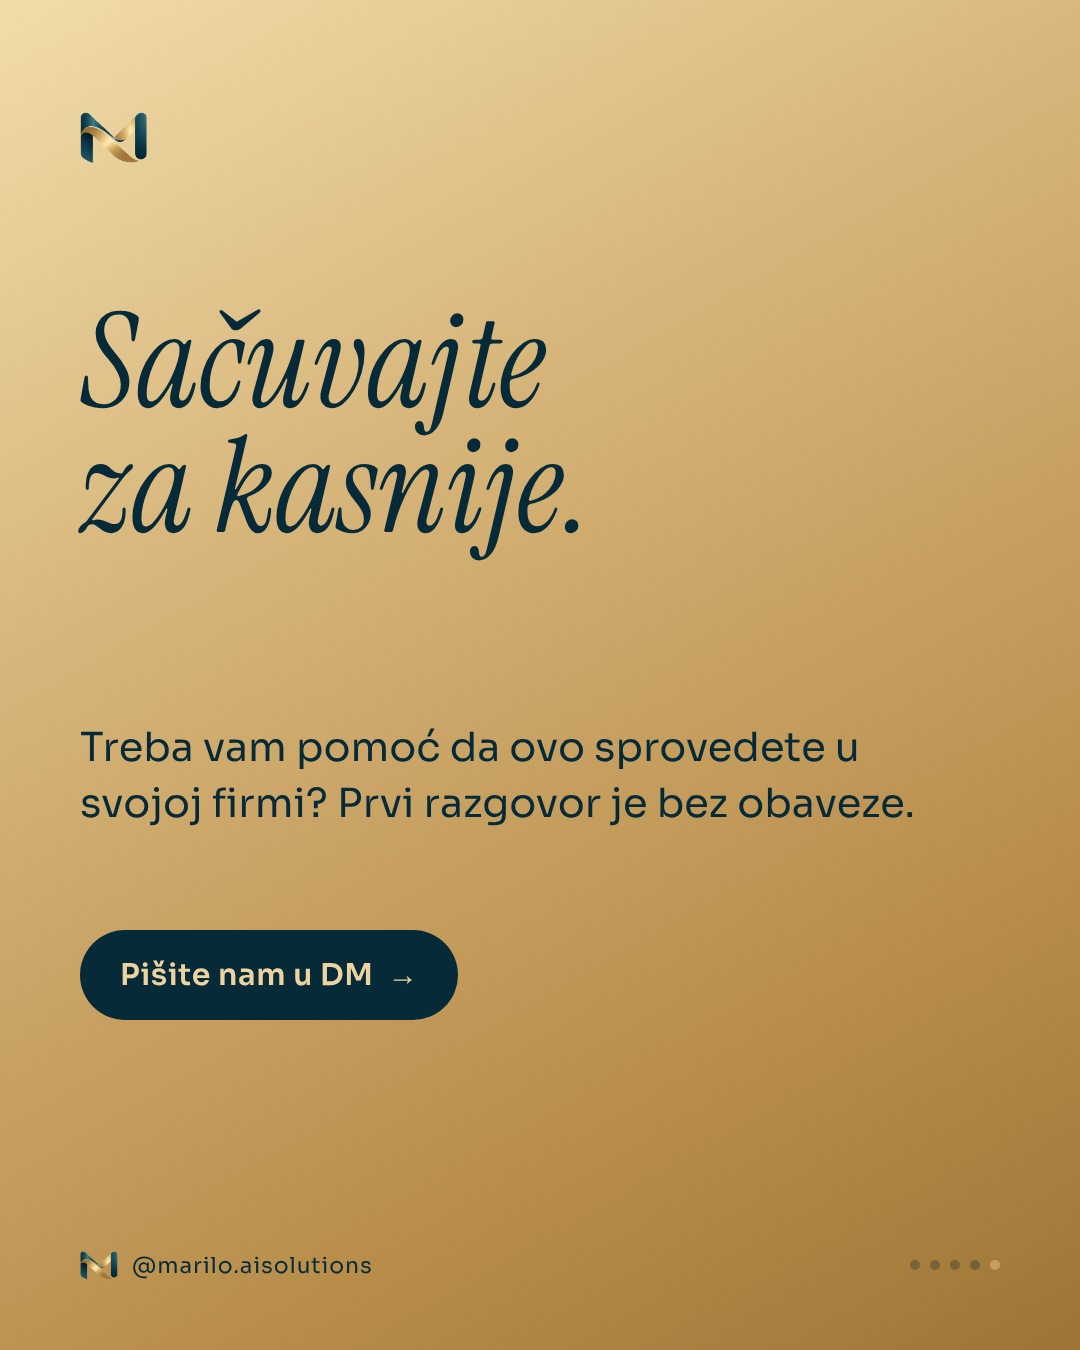 Sačuvajte
za kasnije.
Treba vam pomoć da ovo sprovedete u
svojoj firmi? Prvi razgovor je bez obaveze.
Pišite nam u DM →
@marilo.aisolutions